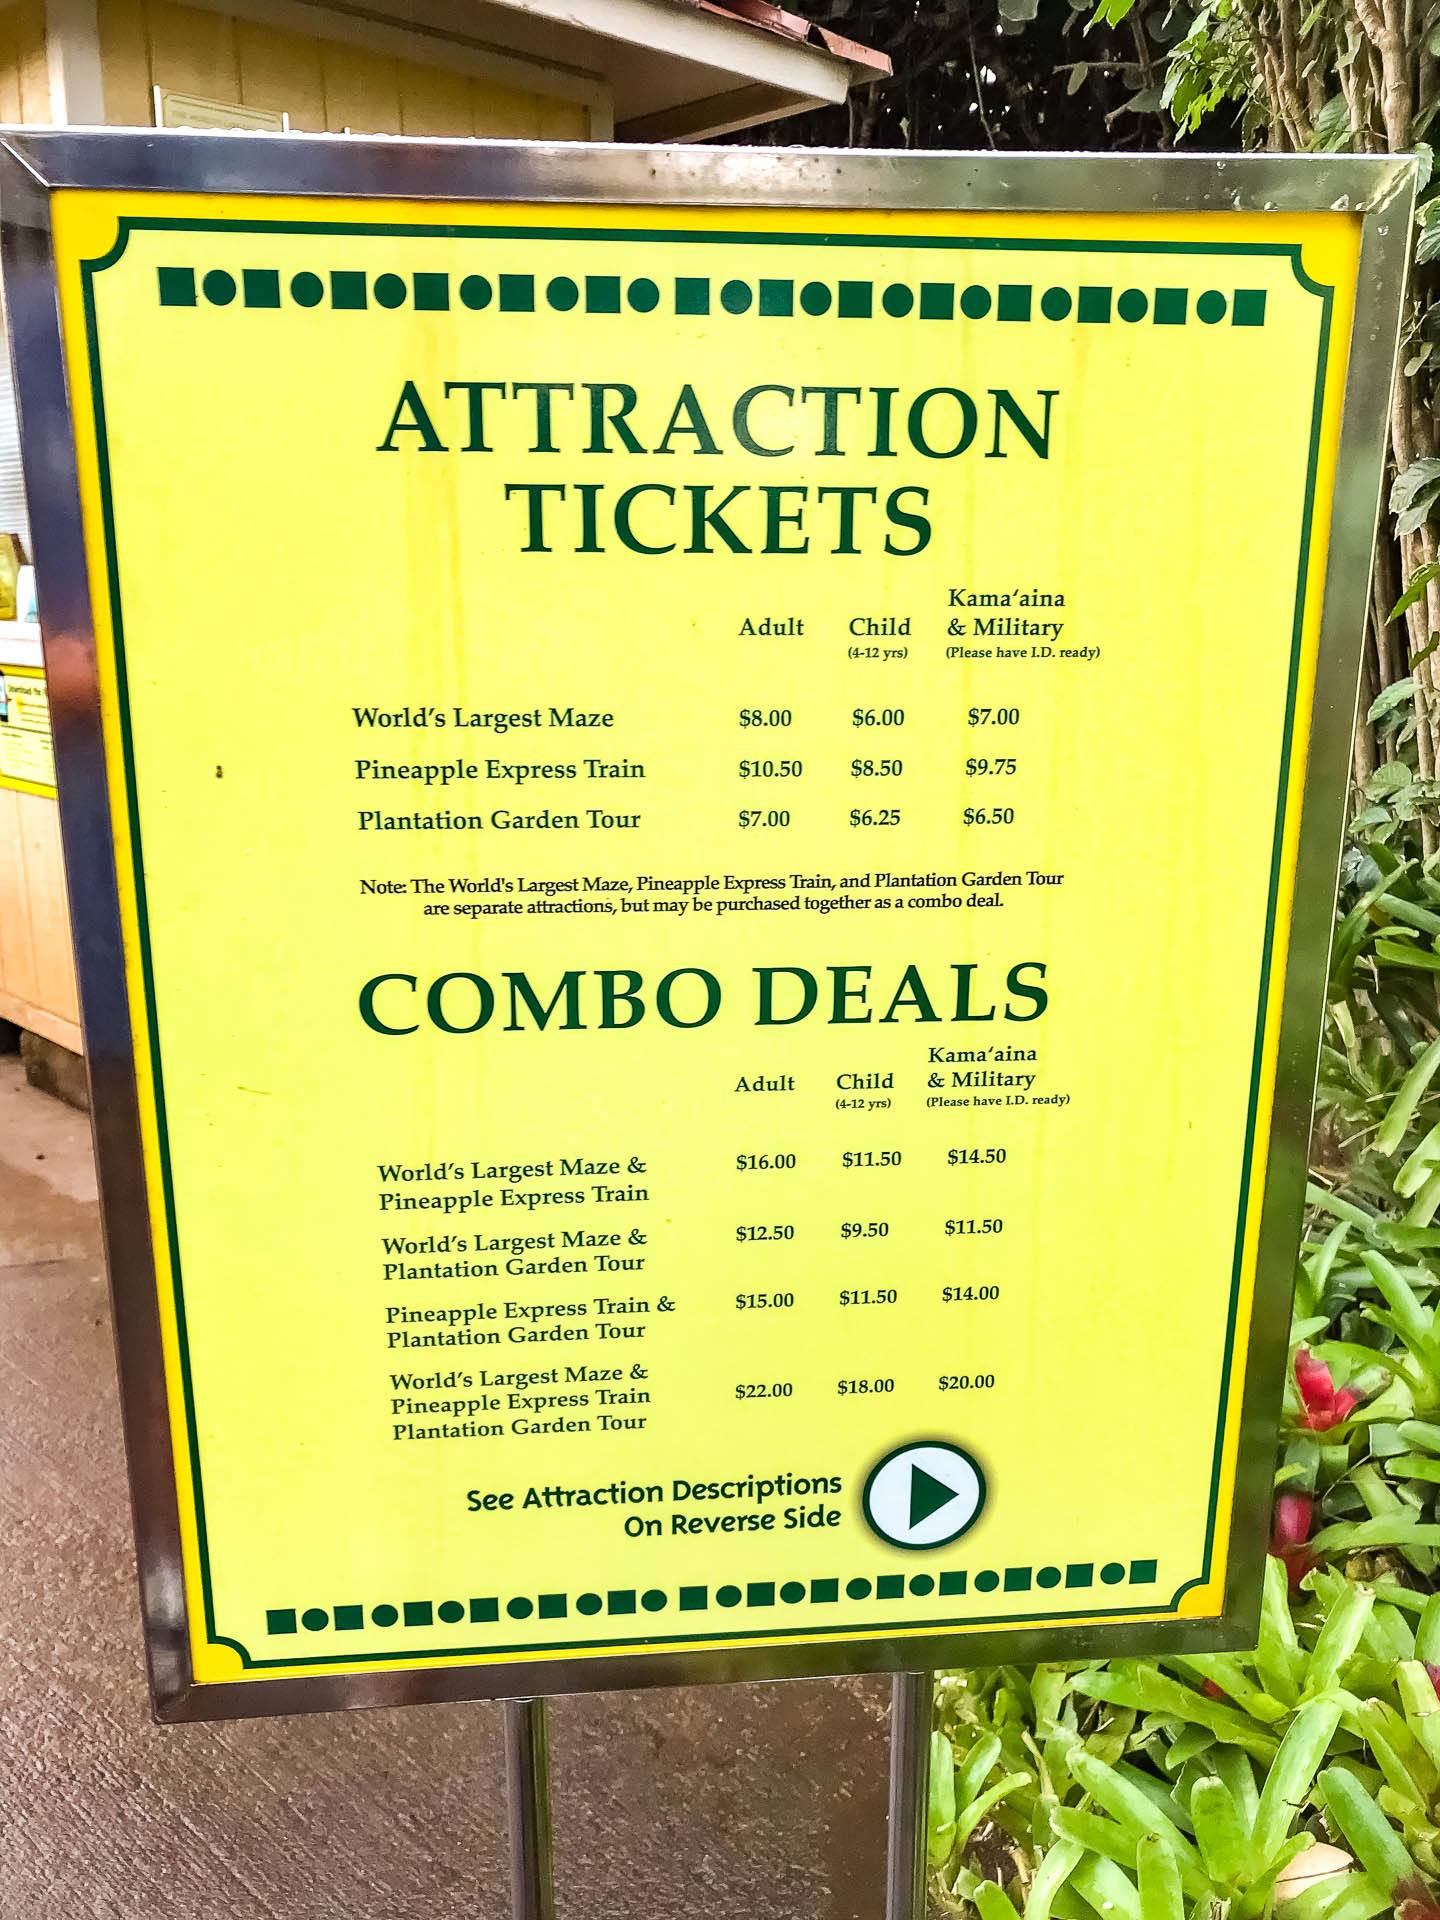 ATTRACTION
TICKETS
Adult Child Kama‘aina
& Military
(4-12 yrs) (Please have I.D. ready)
World's Largest Maze $8.00 $6.00 $7.00
Pineapple Express Train $10.50 $8.50 $9.75
Plantation Garden Tour $7.00 $6.25 $6.50
Note: The World's Largest Maze, Pineapple Express Train, and Plantation Garden Tour
are separate attractions, but may be purchased together as a combo deal.
COMBO DEALS
Adult Child Kama‘aina
& Military
(4-12 yrs) (Please have I.D. ready)
World's Largest Maze & $16.00 $11.50 $14.50
Pineapple Express Train
World's Largest Maze & $12.50 $9.50 $11.50
Plantation Garden Tour
Pineapple Express Train & $15.00 $11.50 $14.00
Plantation Garden Tour
World's Largest Maze &
Pineapple Express Train $22.00 $18.00 $20.00
Plantation Garden Tour
See Attraction Descriptions
On Reverse Side